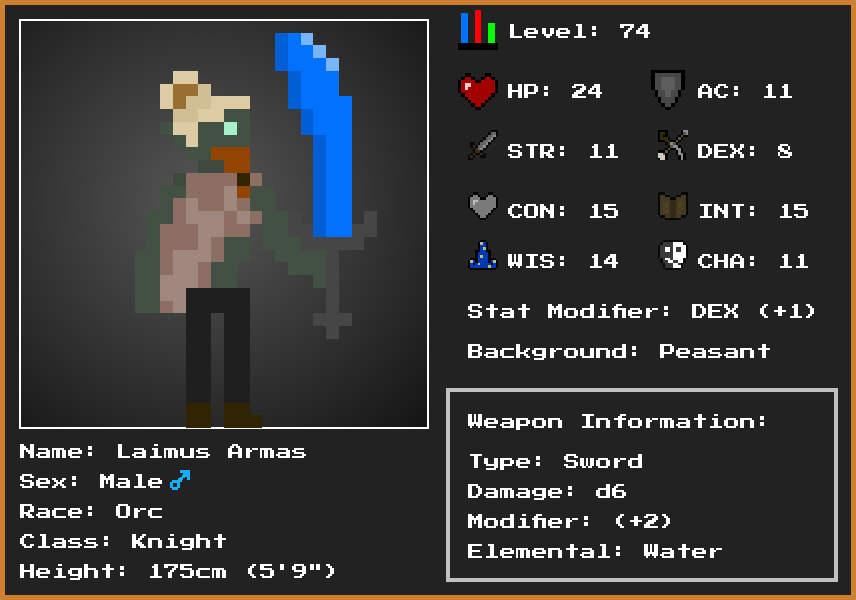 Level: 74
HP: 24
AC: 11
STR: 11
DEX: 8
CON: 15
INT: 15
WIS: 14
CHA: 11
Stat Modifier: DEX (+1)
Background: Peasant
Weapon Information:
Type: Sword
Damage: d6
Modifier: (+2)
Elemental: Water
Name: Laimus Armas
Sex: Male♂
Race: Orc
Class: Knight
Height: 175cm (5'9")